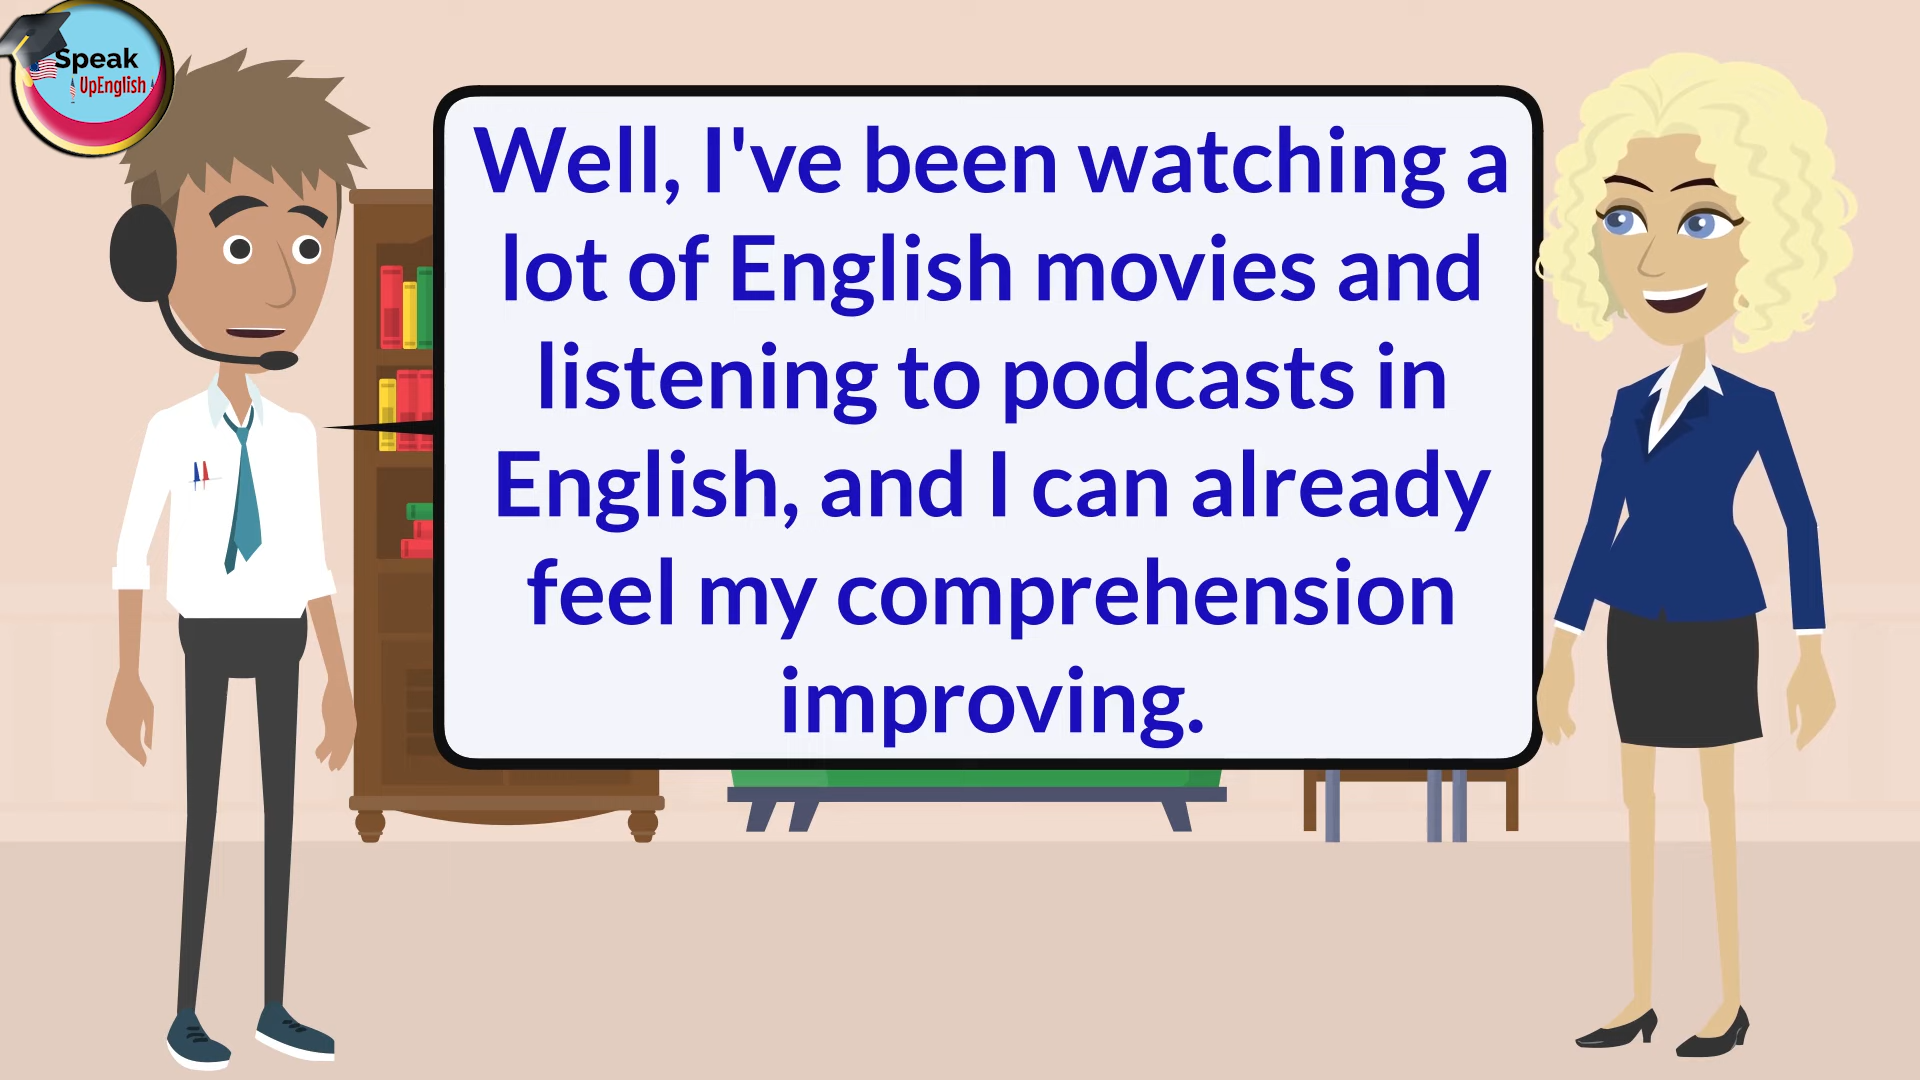 Speak
UpEnglish
Well, I've been watching a
lot of English movies and
listening to podcasts in
English, and I can already
feel my comprehension
improving.